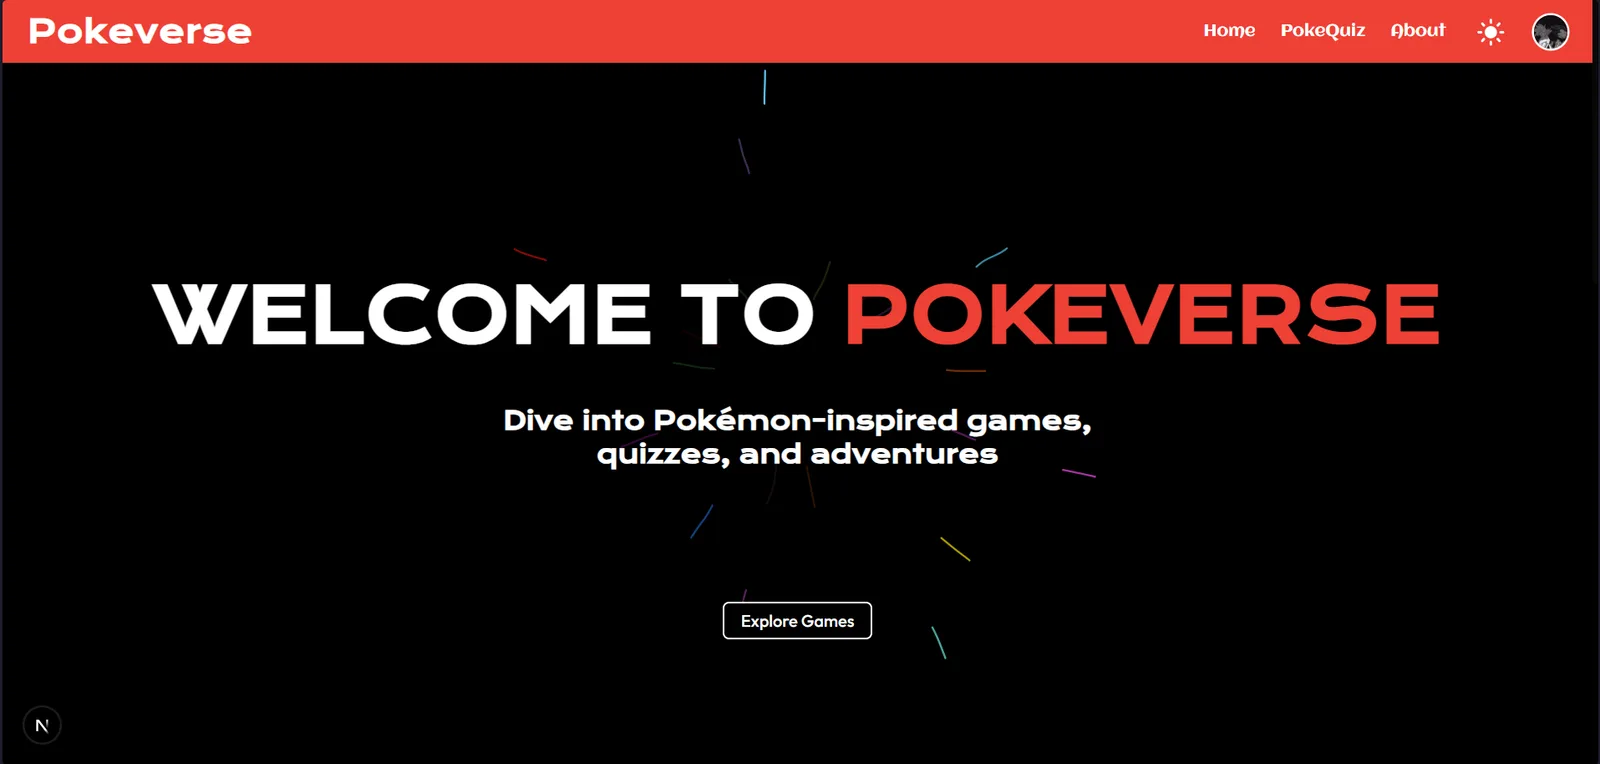 Pokeverse
Home PokeQuiz About
WELCOME TO POKEVERSE
Dive into Pokémon-inspired games,
quizzes, and adventures
Explore Games
N